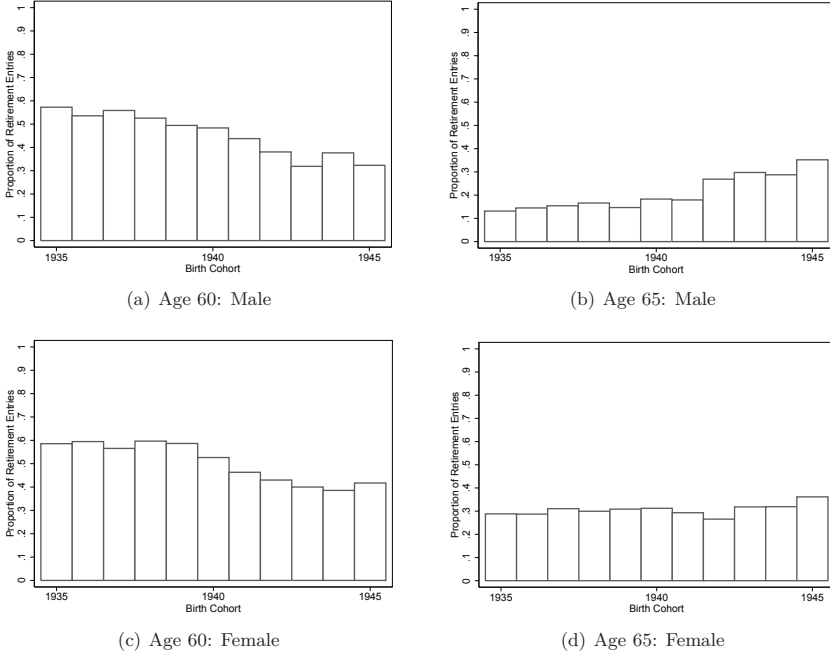 Proportion of Retirement Entries
0 .1 .2 .3 .4 .5 .6 .7 .8 .9 1
1935 1940 1945
Birth Cohort
(a) Age 60: Male
Proportion of Retirement Entries
0 .1 .2 .3 .4 .5 .6 .7 .8 .9 1
1935 1940 1945
Birth Cohort
(b) Age 65: Male
Proportion of Retirement Entries
0 .1 .2 .3 .4 .5 .6 .7 .8 .9 1
1935 1940 1945
Birth Cohort
(c) Age 60: Female
Proportion of Retirement Entries
0 .1 .2 .3 .4 .5 .6 .7 .8 .9 1
1935 1940 1945
Birth Cohort
(d) Age 65: Female